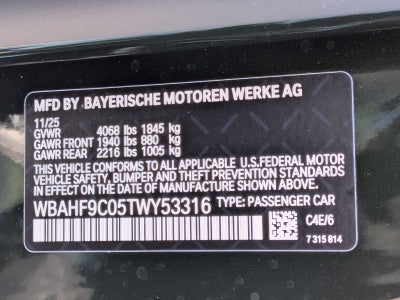 MFD BY BAYERISCHE MOTOREN WERKE AG
11/25
GVWR 4068 lbs 1845 kg
GAWR FRONT 1940 lbs 880 kg
GAWR REAR 2216 lbs 1005 kg
THIS VEHICLE CONFORMS TO ALL APPLICABLE U.S.FEDERAL MOTOR
VEHICLE SAFETY, BUMPER AND THEFT PREVENTION STANDARDS
IN EFFECT ON THE DATE OF MANUFACTURE SHOWN ABOVE.
WBAHF9C05TWY53316 TYPE: PASSENGER CAR
C4E/6
7 315 814